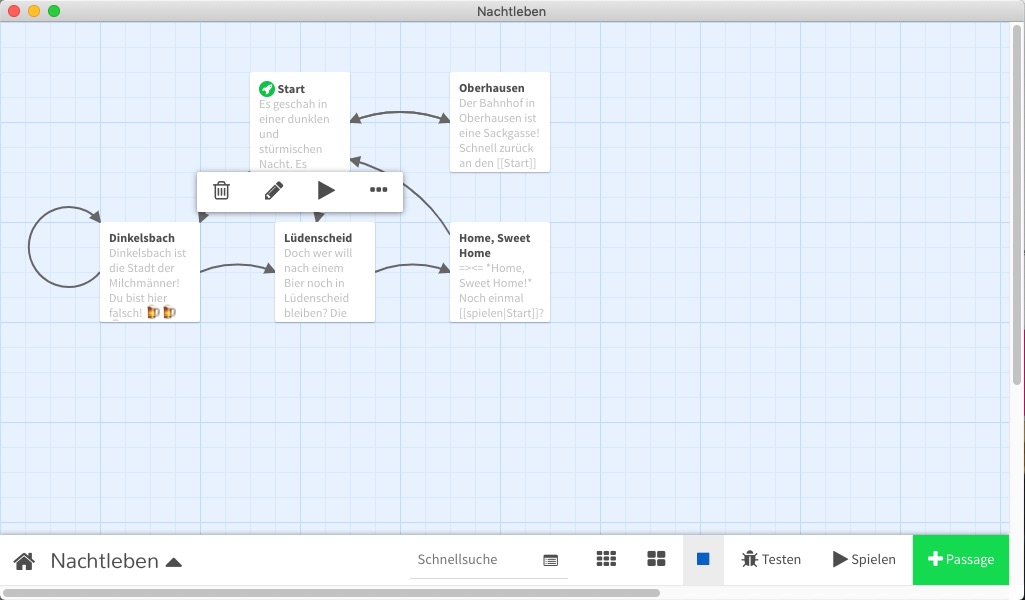 Nachtleben
Start
Es geschah in
einer dunklen
und
stürmischen
Nacht. Es
Oberhausen
Der Bahnhof in
Oberhausen ist
eine Sackgasse!
Schnell zurück
an den [[Start]]
Dinkelsbach
Dinkelsbach ist
die Stadt der
Milchmänner!
Du bist hier
falsch! 🍺🍺
Lüdenscheid
Doch wer will
nach einem
Bier noch in
Lüdenscheid
bleiben? Die
Home, Sweet
Home
=><= *Home,
Sweet Home!*
Noch einmal
[[spielen|Start]]?
Nachtleben
Schnellsuche
Testen
Spielen
Passage